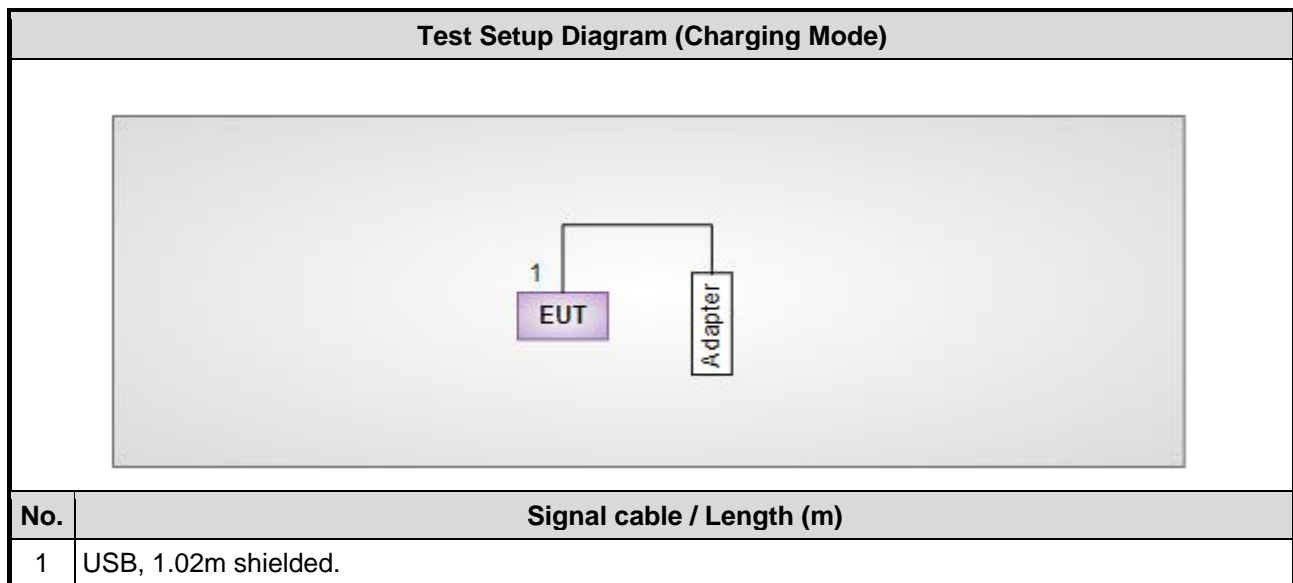 Test Setup Diagram (Charging Mode)
1
EUT
Adapter
No. Signal cable / Length (m)
1 USB, 1.02m shielded.